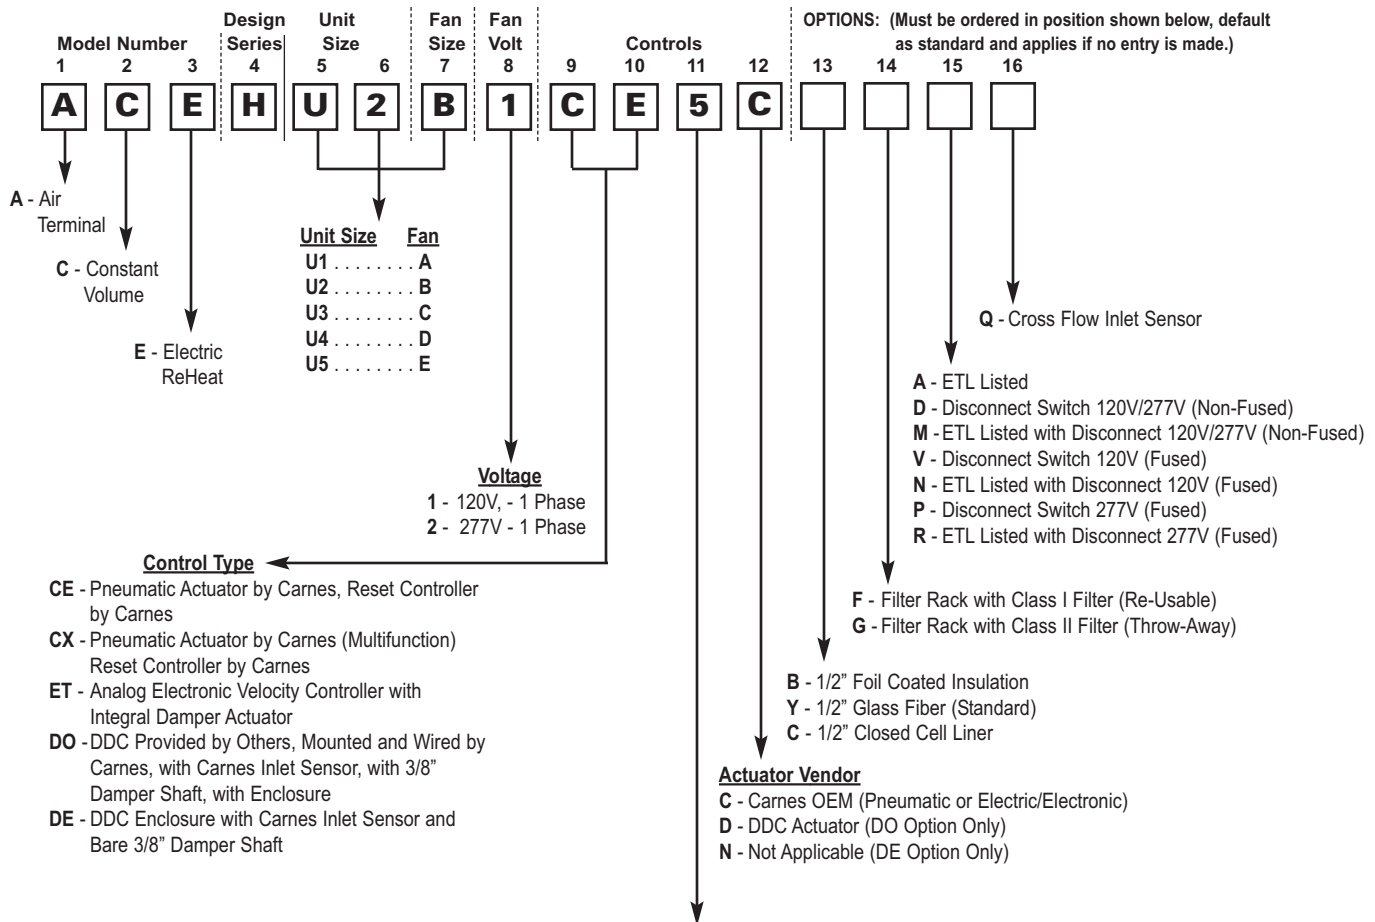 Design Unit Fan Fan OPTIONS: (Must be ordered in position shown below, default
Model Number Series Size Size Volt Controls as standard and applies if no entry is made.)
1 2 3 4 5 6 7 8 9 10 11 12 13 14 15 16
A C E H U 2 B 1 C E 5 C
A - Air
Terminal
C - Constant
Volume
E - Electric
ReHeat
Unit Size Fan
U1 . . . . . . . . A
U2 . . . . . . . . B
U3 . . . . . . . . C
U4 . . . . . . . . D
U5 . . . . . . . . E
Voltage
1 - 120V, - 1 Phase
2 - 277V - 1 Phase
Control Type
CE - Pneumatic Actuator by Carnes, Reset Controller
by Carnes
CX - Pneumatic Actuator by Carnes (Multifunction)
Reset Controller by Carnes
ET - Analog Electronic Velocity Controller with
Integral Damper Actuator
DO - DDC Provided by Others, Mounted and Wired by
Carnes, with Carnes Inlet Sensor, with 3/8"
Damper Shaft, with Enclosure
DE - DDC Enclosure with Carnes Inlet Sensor and
Bare 3/8" Damper Shaft
Q - Cross Flow Inlet Sensor
A - ETL Listed
D - Disconnect Switch 120V/277V (Non-Fused)
M - ETL Listed with Disconnect 120V/277V (Non-Fused)
V - Disconnect Switch 120V (Fused)
N - ETL Listed with Disconnect 120V (Fused)
P - Disconnect Switch 277V (Fused)
R - ETL Listed with Disconnect 277V (Fused)
F - Filter Rack with Class I Filter (Re-Usable)
G - Filter Rack with Class II Filter (Throw-Away)
B - 1/2" Foil Coated Insulation
Y - 1/2" Glass Fiber (Standard)
C - 1/2" Closed Cell Liner
Actuator Vendor
C - Carnes OEM (Pneumatic or Electric/Electronic)
D - DDC Actuator (DO Option Only)
N - Not Applicable (DE Option Only)